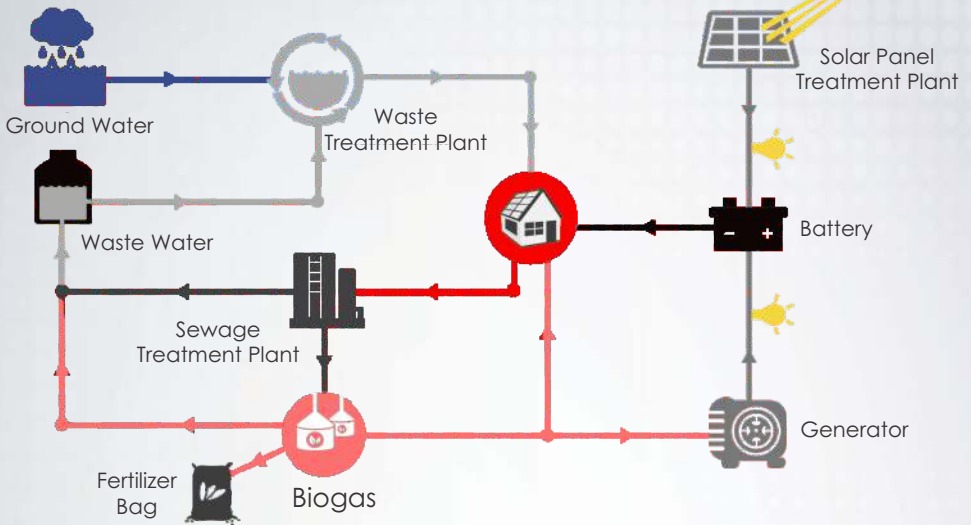 Solar Panel
Treatment Plant
Ground Water
Waste
Treatment Plant
Waste Water
Battery
Sewage
Treatment Plant
Generator
Fertilizer
Bag
Biogas